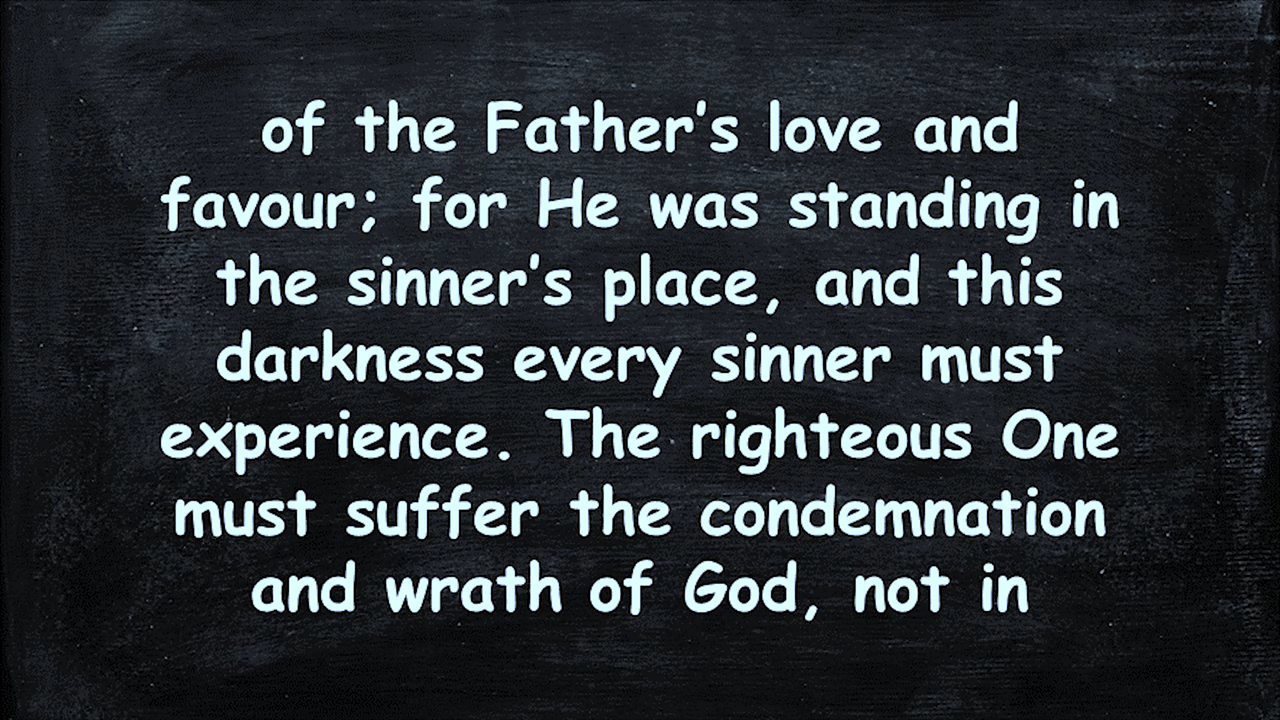 of the Father's love and
favour; for He was standing in
the sinner's place, and this
darkness every sinner must
experience. The righteous One
must suffer the condemnation
and wrath of God, not in